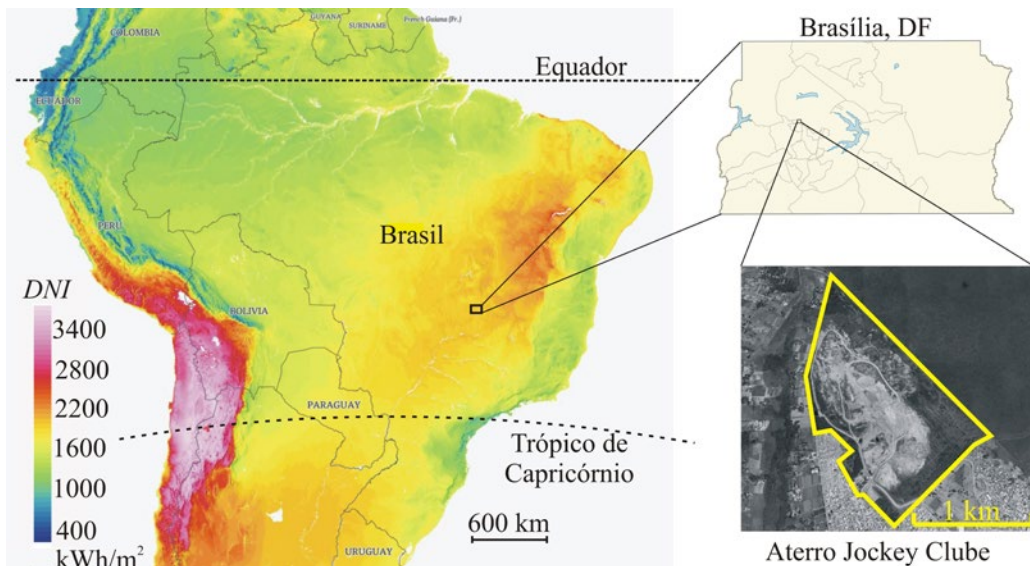 GUYANA
French Guiana (Fr.)
SURINAME
COLOMBIA
Equador
ECUADOR
PERU
Brasil
BOLIVIA
PARAGUAY
Trópico de
Capricórnio
URUGUAY
600 km
DNI
3400
2800
2200
1600
1000
400
kWh/m²
Brasília, DF
1 km
Aterro Jockey Clube